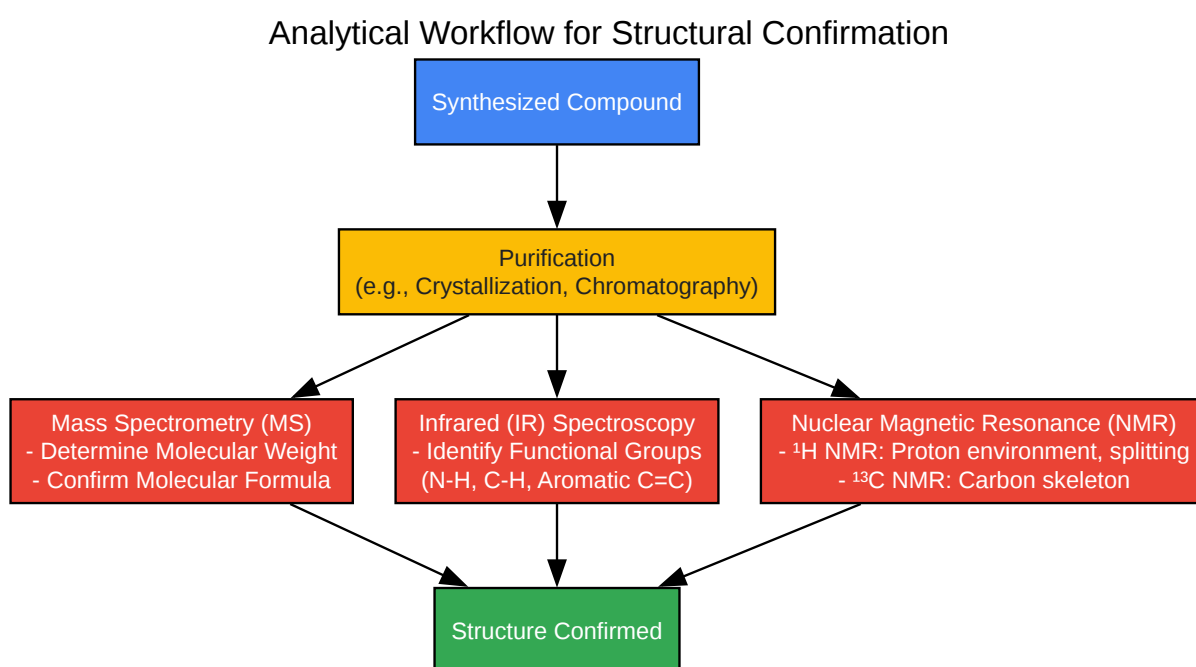 Analytical Workflow for Structural Confirmation
Synthesized Compound
Purification
(e.g., Crystallization, Chromatography)
Mass Spectrometry (MS)
- Determine Molecular Weight
- Confirm Molecular Formula
Infrared (IR) Spectroscopy
- Identify Functional Groups
(N-H, C-H, Aromatic C=C)
Nuclear Magnetic Resonance (NMR)
- ¹H NMR: Proton environment, splitting
- ¹³C NMR: Carbon skeleton
Structure Confirmed